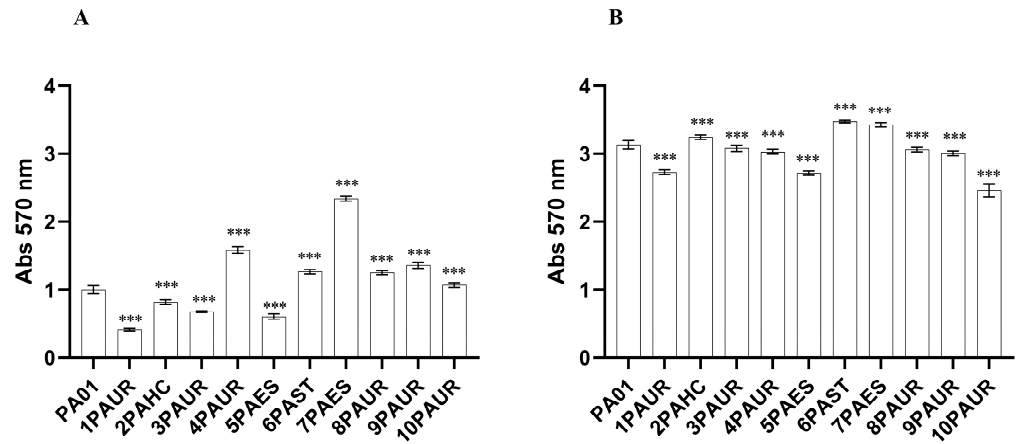 A
Abs 570 nm
4
3
2
1
0
***
***
***
***
***
***
***
***
***
***
PA01
1PAUR
2PAHC
3PAUR
4PAUR
5PAES
6PAST
7PAES
8PAUR
9PAUR
10PAUR
B
Abs 570 nm
4
3
2
1
0
***
***
***
***
***
***
***
***
***
***
PA01
1PAUR
2PAHC
3PAUR
4PAUR
5PAES
6PAST
7PAES
8PAUR
9PAUR
10PAUR